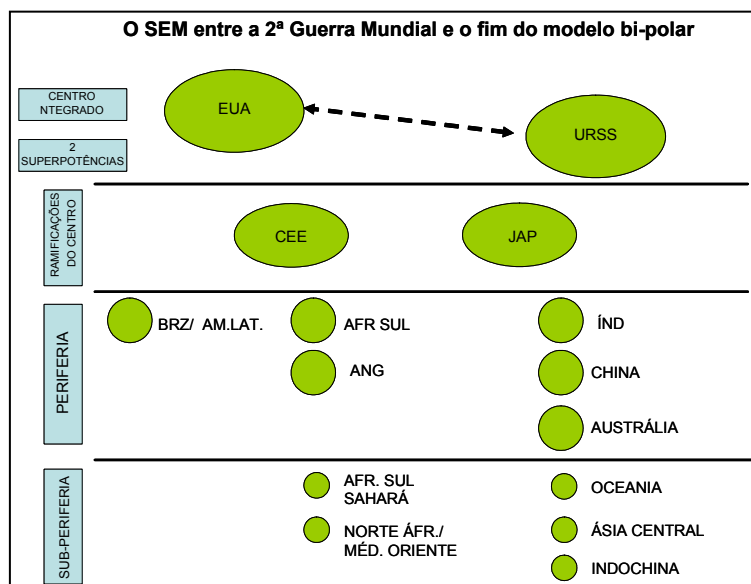 O SEM entre a 2ª Guerra Mundial e o fim do modelo bi-polar
CENTRO
NTEGRADO
EUA
URSS
2
SUPERPOTÊNCIAS
RAMIFICAÇÕES
DO CENTRO
CEE
JAP
PERIFERIA
BRZ/ AM.LAT.
AFR SUL
ÍND
ANG
CHINA
AUSTRÁLIA
SUB-PERIFERIA
AFR. SUL
SAHARÁ
OCEANIA
NORTE ÁFR./
MÉD. ORIENTE
ÁSIA CENTRAL
INDOCHINA